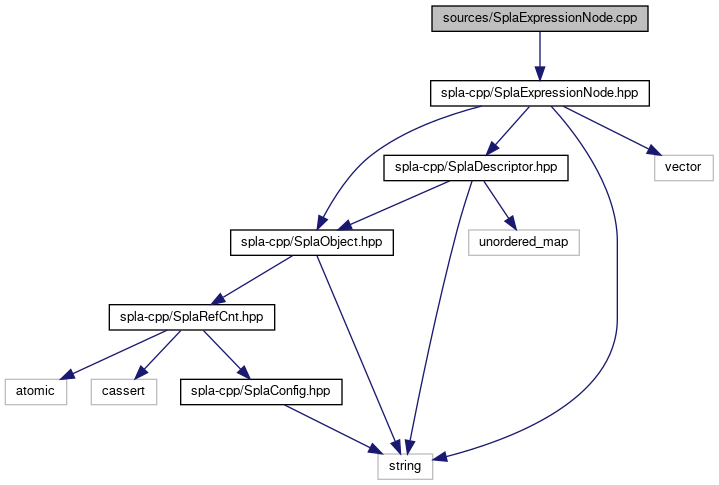 sources/SplaExpressionNode.cpp
spla-cpp/SplaExpressionNode.hpp
spla-cpp/SplaDescriptor.hpp
vector
spla-cpp/SplaObject.hpp
unordered_map
spla-cpp/SplaRefCnt.hpp
atomic
cassert
spla-cpp/SplaConfig.hpp
string